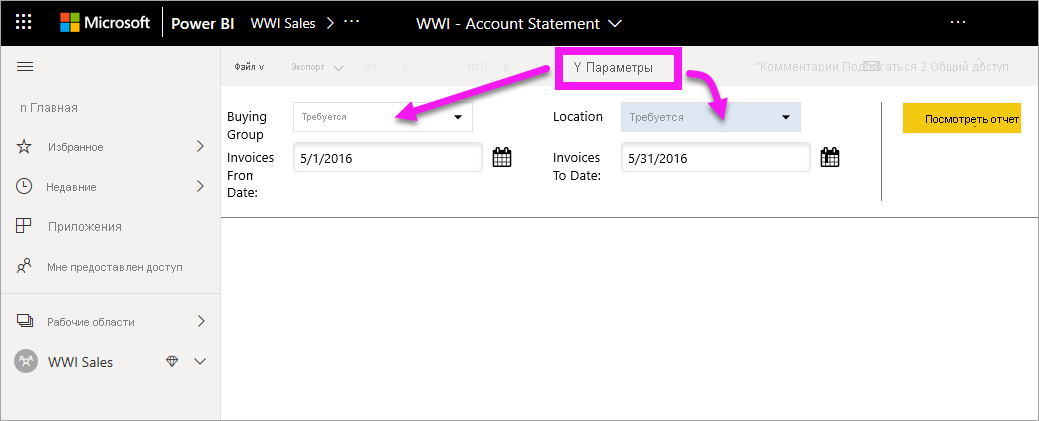 Microsoft Power BI WWI Sales > ... WWI - Account Statement ...
Файл v Экспорт из 0 Y Параметры "Комментарии Подписаться 2 Общий доступ
n Главная
Избранное
Недавние
Приложения
Мне предоставлен доступ
Рабочие области
WWI Sales
Buying
Group
Требуется
Location
Требуется
Посмотреть отчет
Invoices
From
Date:
5/1/2016
Invoices
To Date:
5/31/2016